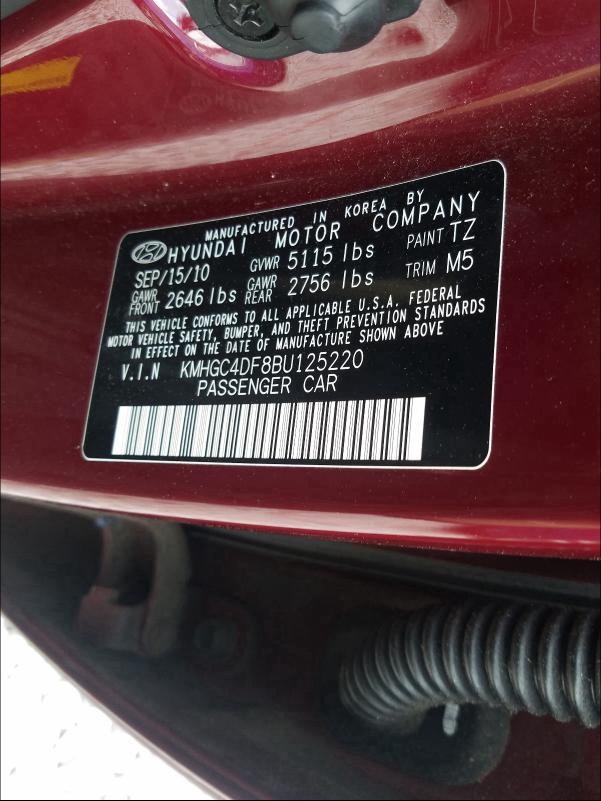 MANUFACTURED IN KOREA BY
HYUNDAI MOTOR COMPANY
SEP/15/10 GVWR 5115 lbs PAINT TZ
GAWR FRONT 2646 lbs GAWR REAR 2756 lbs TRIM M5
THIS VEHICLE CONFORMS TO ALL APPLICABLE U.S.A. FEDERAL
MOTOR VEHICLE SAFETY, BUMPER, AND THEFT PREVENTION STANDARDS
IN EFFECT ON THE DATE OF MANUFACTURE SHOWN ABOVE
V.I.N KMHGC4DF8BU125220
PASSENGER CAR